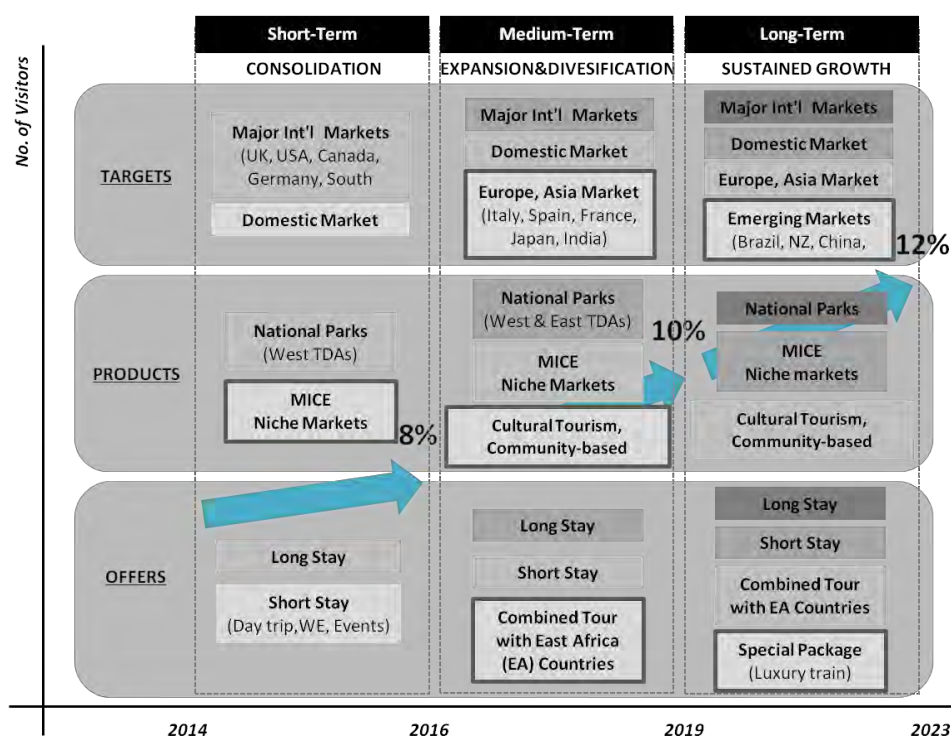 No. of Visitors
Short-Term
CONSOLIDATION
Medium-Term
EXPANSION&DIVESIFICATION
Long-Term
SUSTAINED GROWTH
TARGETS
Major Int'l Markets
(UK, USA, Canada,
Germany, South
Domestic Market
Major Int'l Markets
Domestic Market
Europe, Asia Market
(Italy, Spain, France,
Japan, India)
Major Int'l Markets
Domestic Market
Europe, Asia Market
Emerging Markets
(Brazil, NZ, China,
12%
PRODUCTS
National Parks
(West TDAs)
MICE
Niche Markets
8%
National Parks
(West & East TDAs)
MICE
Niche Markets
Cultural Tourism,
Community-based
10%
National Parks
MICE
Niche markets
Cultural Tourism,
Community-based
OFFERS
Long Stay
Short Stay
(Day trip,WE, Events)
Long Stay
Short Stay
Combined Tour
with East Africa
(EA) Countries
Long Stay
Short Stay
Combined Tour
with EA Countries
Special Package
(Luxury train)
2014
2016
2019
2023